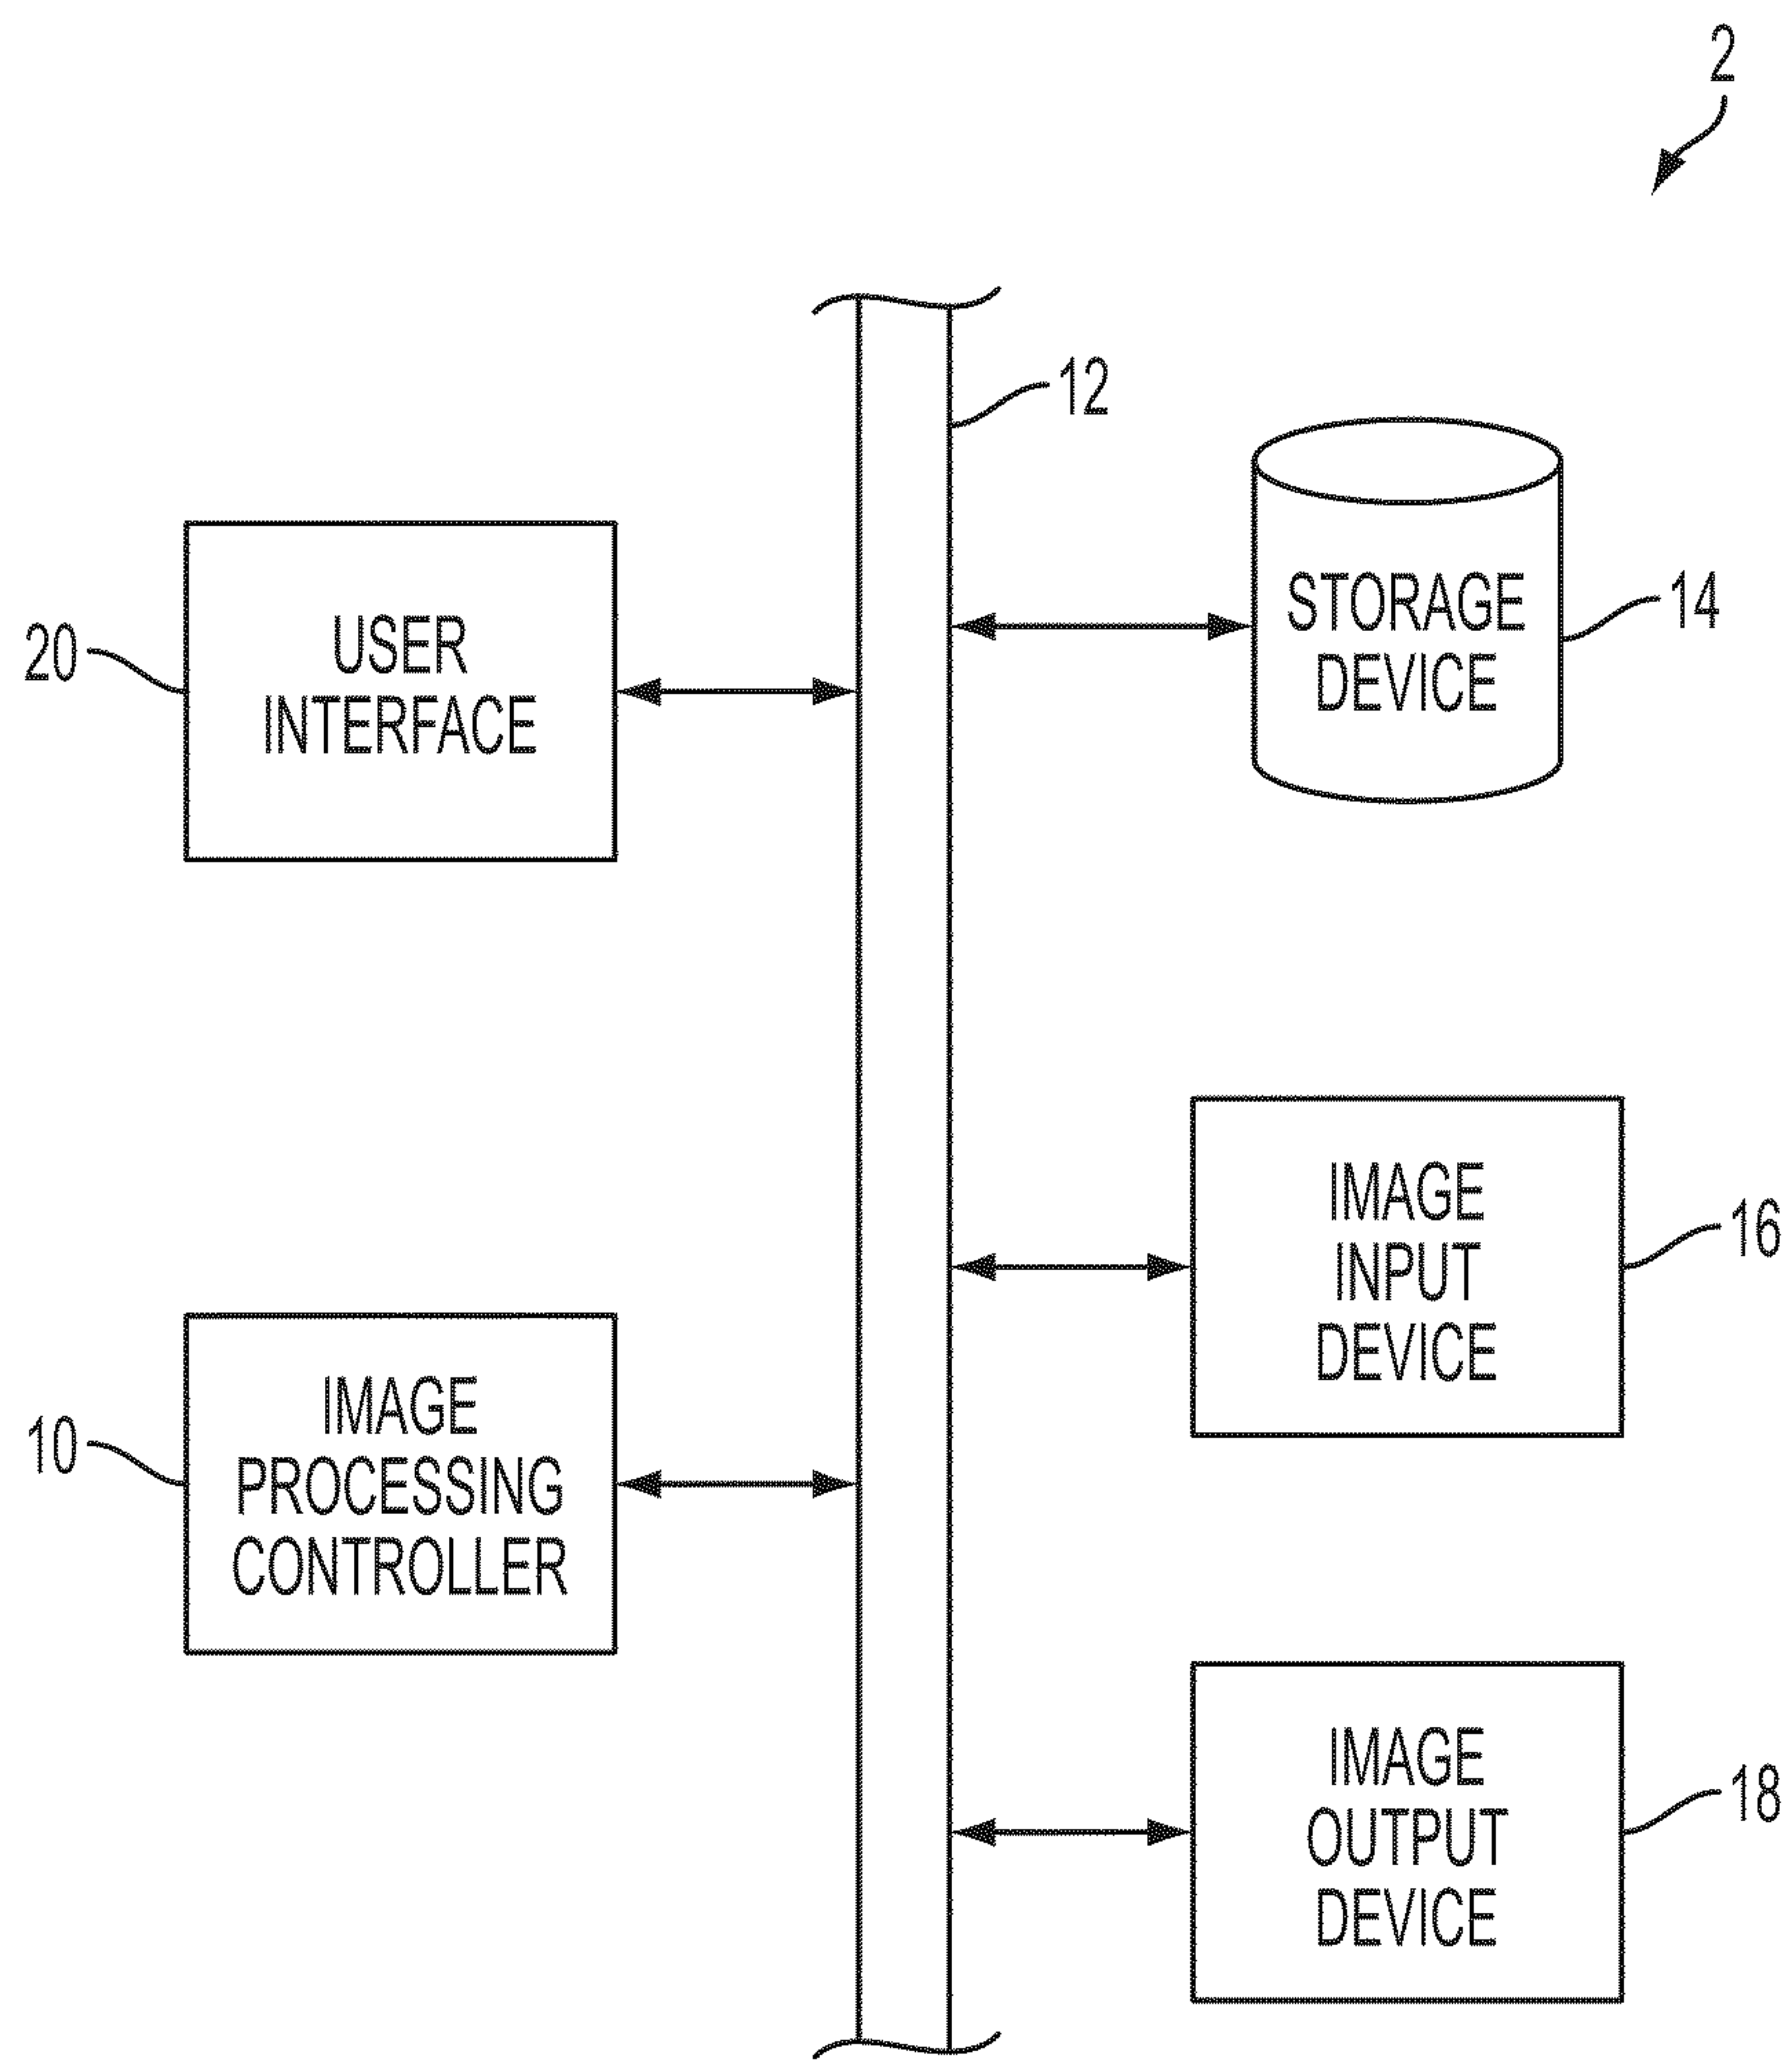 2
12
STORAGE
DEVICE
14
20
USER
INTERFACE
IMAGE
INPUT
DEVICE
16
10
IMAGE
PROCESSING
CONTROLLER
IMAGE
OUTPUT
DEVICE
18